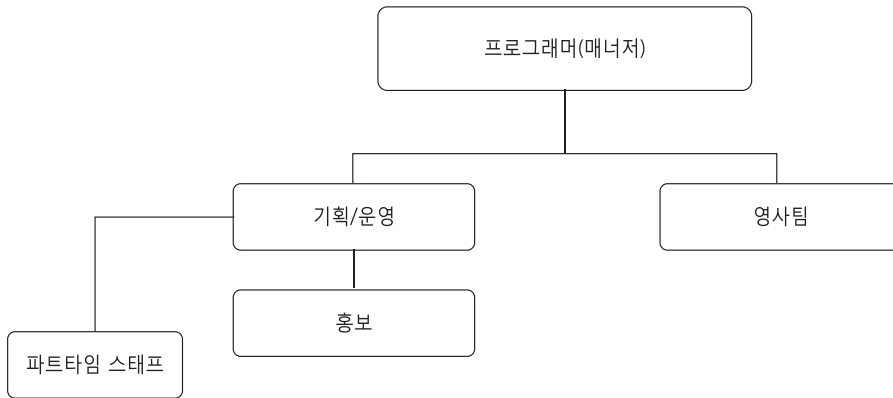 프로그래머(매너저)
기획/운영
영사팀
홍보
파트타임 스태프